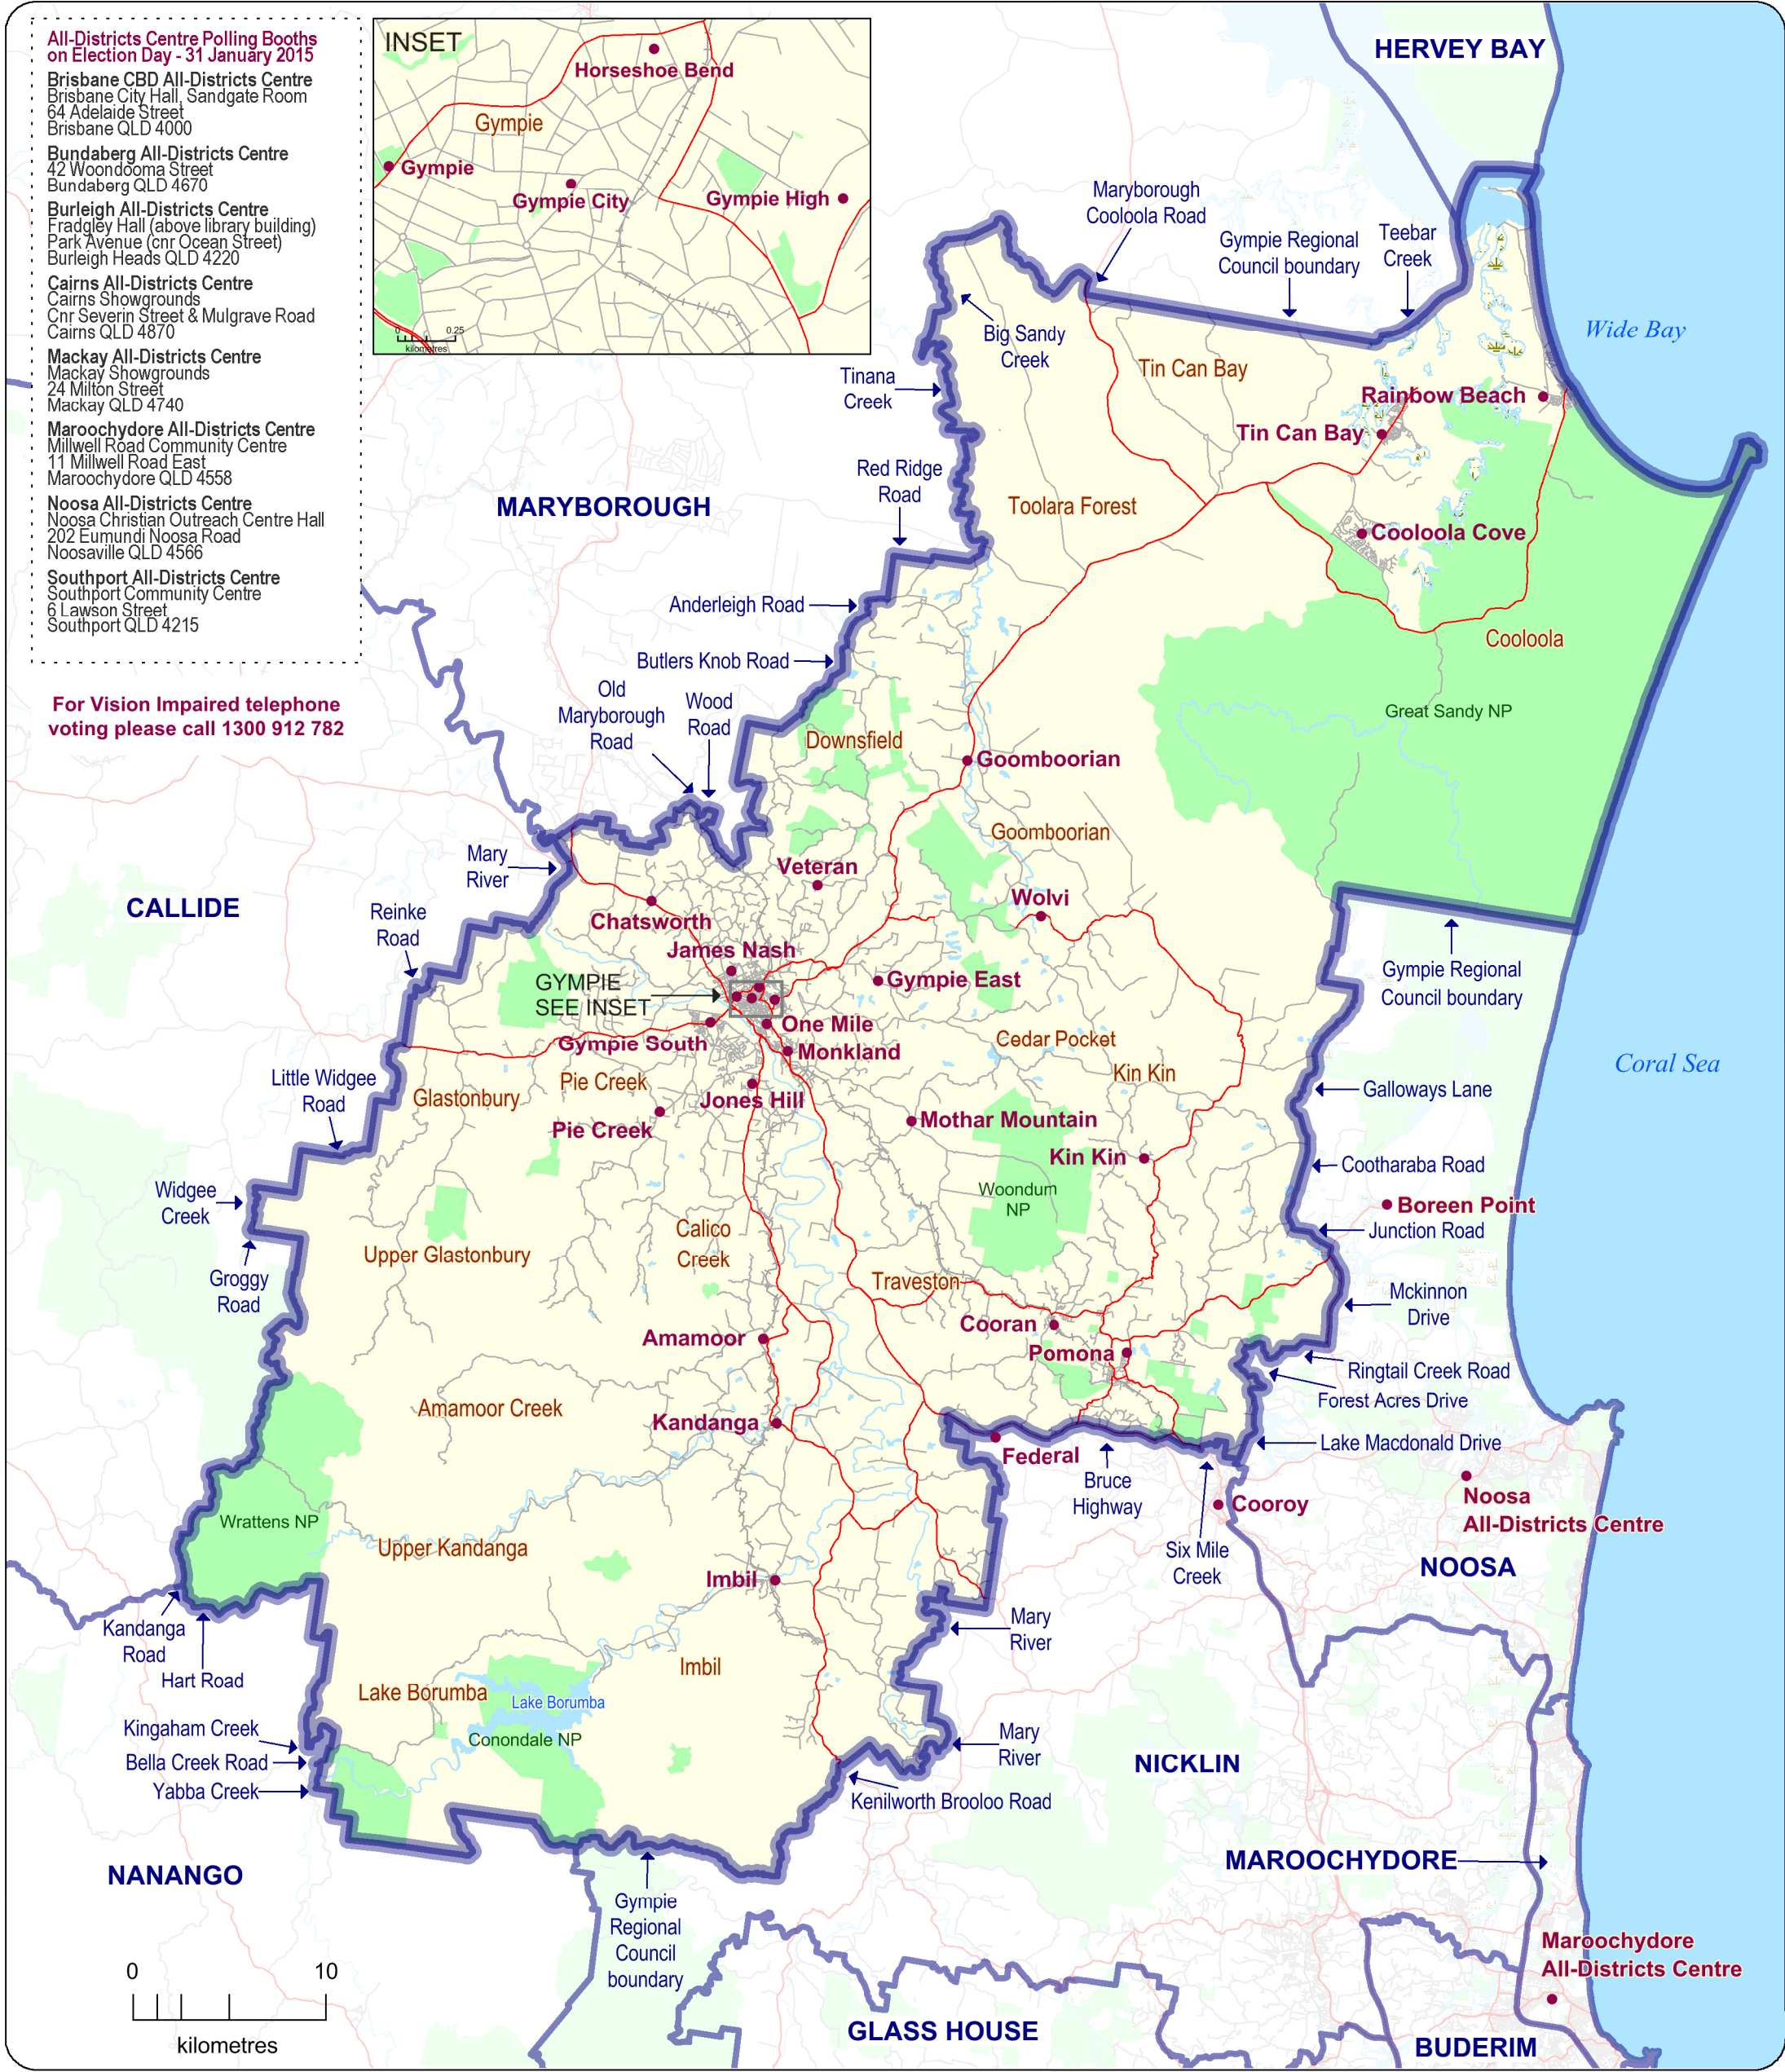 All-Districts Centre Polling Booths
on Election Day - 31 January 2015
Brisbane CBD All-Districts Centre
Brisbane City Hall, Sandgate Room
64 Adelaide Street
Brisbane QLD 4000
Bundaberg All-Districts Centre
42 Woondooma Street
Bundaberg QLD 4670
Burleigh All-Districts Centre
Fradgley Hall (above library building)
Park Avenue (cnr Ocean Street)
Burleigh Heads QLD 4220
Cairns All-Districts Centre
Cairns Showgrounds
Cnr Severin Street & Mulgrave Road
Cairns QLD 4870
Mackay All-Districts Centre
Mackay Showgrounds
24 Milton Street
Mackay QLD 4740
Maroochydore All-Districts Centre
Millwell Road Community Centre
11 Millwell Road East
Maroochydore QLD 4558
Noosa All-Districts Centre
Noosa Christian Outreach Centre Hall
202 Eumundi Noosa Road
Noosaville QLD 4566
Southport All-Districts Centre
Southport Community Centre
6 Lawson Street
Southport QLD 4215
For Vision Impaired telephone
voting please call 1300 912 782
INSET
Horseshoe Bend
Gympie
Gympie
Gympie City
Gympie High
0 0.25
kilometres
HERVEY BAY
Maryborough
Cooloola Road
Gympie Regional
Council boundary
Teebar
Creek
Big Sandy
Creek
Wide Bay
Tinana
Creek
Tin Can Bay
Rainbow Beach
Tin Can Bay
Red Ridge
Road
MARYBOROUGH
Toolara Forest
Cooloola Cove
Anderleigh Road
Cooloola
Butlers Knob Road
Old
Maryborough
Road
Wood
Road
Great Sandy NP
Downsfield
Goomboorian
Goomboorian
Mary
River
Veteran
Wolvi
CALLIDE
Reinke
Road
Chatsworth
James Nash
GYMPIE
SEE INSET
Gympie East
Gympie Regional
Council boundary
One Mile
Gympie South
Monkland
Cedar Pocket
Kin Kin
Coral Sea
Little Widgee
Road
Glastonbury
Pie Creek
Jones Hill
Pie Creek
Galloways Lane
Mothar Mountain
Kin Kin
Cootharaba Road
Widgee
Creek
Woondum
NP
Boreen Point
Junction Road
Calico
Creek
Upper Glastonbury
Groggy
Road
Traveston
Mckinnon
Drive
Cooran
Amamoor
Pomona
Ringtail Creek Road
Forest Acres Drive
Amamoor Creek
Kandanga
Federal
Lake Macdonald Drive
Bruce
Highway
Cooroy
Noosa
All-Districts Centre
Wrattens NP
Upper Kandanga
Six Mile
Creek
NOOSA
Imbil
Kandanga
Road
Hart Road
Mary
River
Imbil
Lake Borumba
Lake Borumba
Conondale NP
Kingaham Creek
Bella Creek Road
Yabba Creek
Mary
River
NICKLIN
Kenilworth Brooloo Road
NANANGO
MAROOCHYDORE
Gympie
Regional
Council
boundary
Maroochydore
All-Districts Centre
0 10
kilometres
GLASS HOUSE
BUDERIM